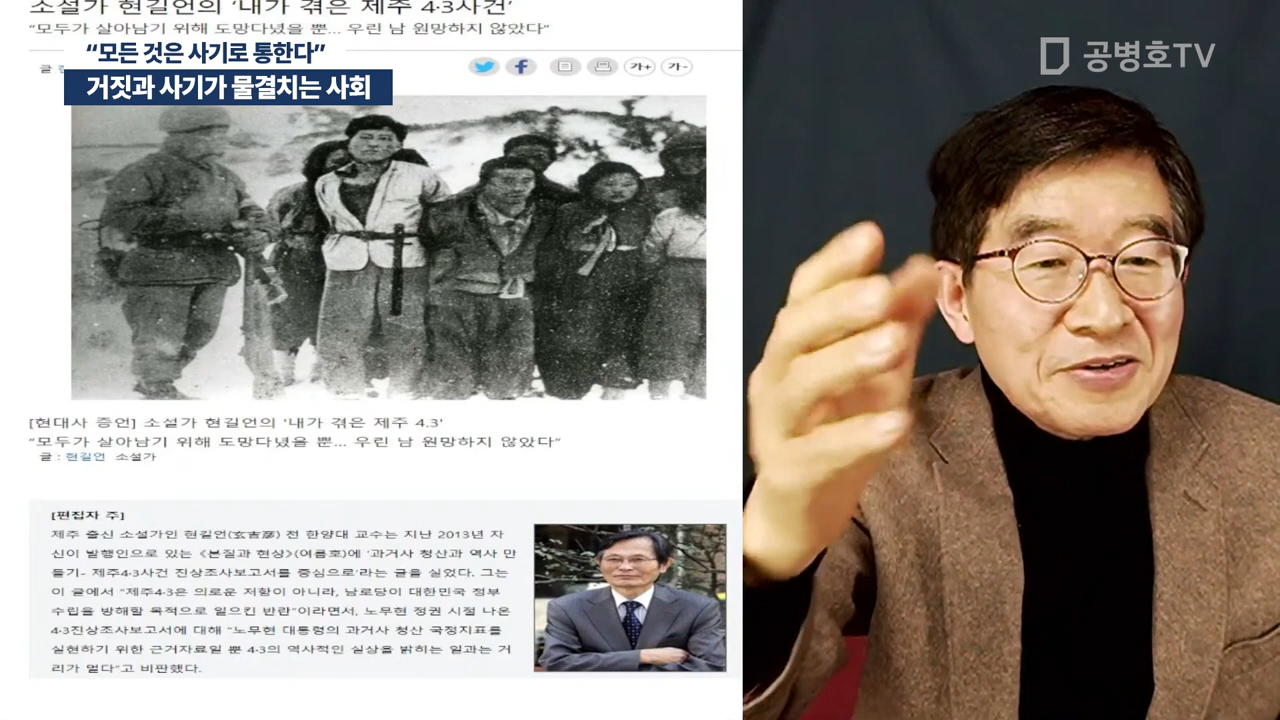 소설가 현길언의 ‘내가 겪은 제주 4·3사건’
“모두가 살아남기 위해 도망다녔을 뿐... 우린 남 원망하지 않았다”
“모든 것은 사기로 통한다”
거짓과 사기가 물결치는 사회
글
가+
가-
공병호TV
[현대사 증언] 소설가 현길언의 '내가 겪은 제주 4.3'
“모두가 살아남기 위해 도망다녔을 뿐... 우린 남 원망하지 않았다”
글 : 현길언 소설가
[편집자 주]
제주 출신 소설가인 현길언(玄吉彦) 전 한양대 교수는 지난 2013년 자
신이 발행인으로 있는 《본질과 현상》(여름호)에 '과거사 청산과 역사 만
들기- 제주4·3사건 진상조사보고서를 중심으로'라는 글을 실었다. 그는
이 글에서 “제주4·3은 의로운 저항이 아니라, 남로당이 대한민국 정부
수립을 방해할 목적으로 일으킨 반란”이라면서, 노무현 정권 시절 나온
4·3진상조사보고서에 대해 “노무현 대통령의 과거사 청산 국정지표를
실현하기 위한 근거자료일 뿐 4·3의 역사적인 실상을 밝히는 일과는 거
리가 멀다”고 비판했다.